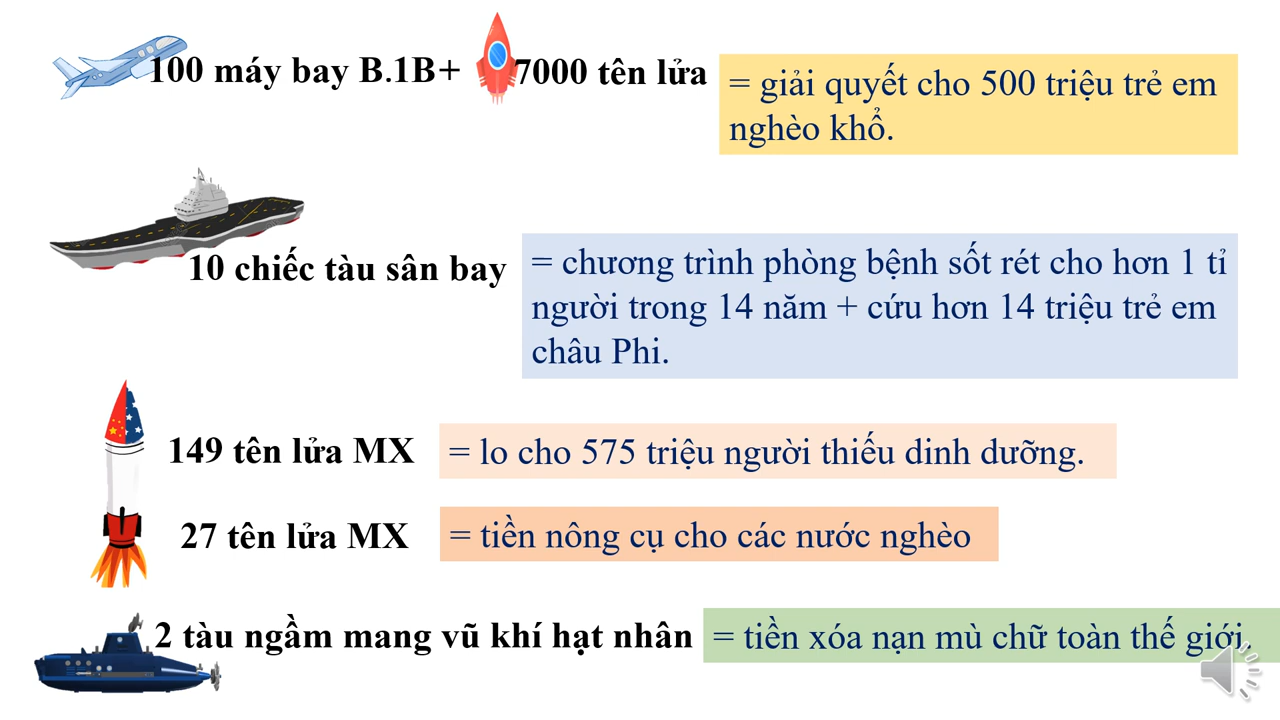 100 máy bay B.1B+ 7000 tên lửa
= giải quyết cho 500 triệu trẻ em
nghèo khổ.
10 chiếc tàu sân bay
= chương trình phòng bệnh sốt rét cho hơn 1 tỉ
người trong 14 năm + cứu hơn 14 triệu trẻ em
châu Phi.
149 tên lửa MX
= lo cho 575 triệu người thiếu dinh dưỡng.
27 tên lửa MX
= tiền nông cụ cho các nước nghèo
2 tàu ngầm mang vũ khí hạt nhân
= tiền xóa nạn mù chữ toàn thế giới.